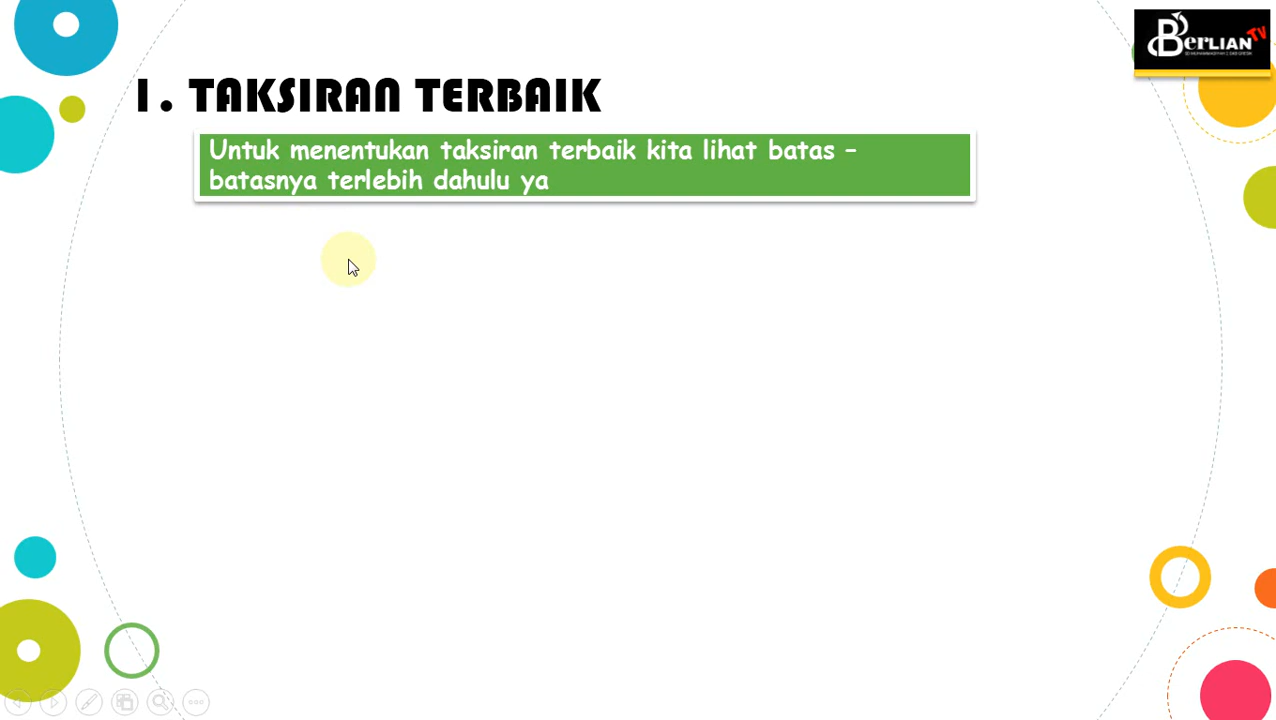 BERLIAN TV
1. TAKSIRAN TERBAIK
Untuk menentukan taksiran terbaik kita lihat batas –
batasnya terlebih dahulu ya